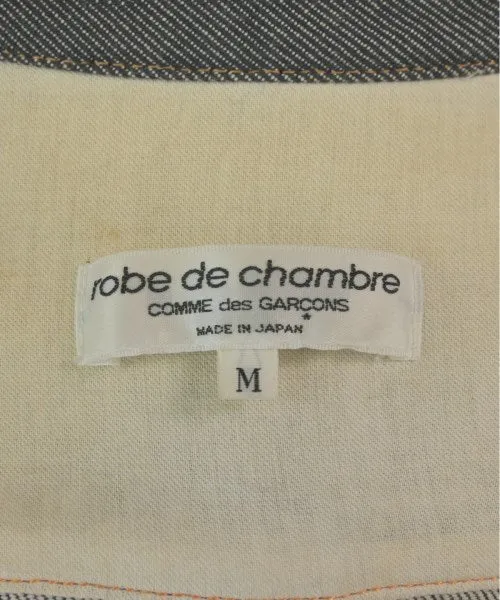 robe de chambre
COMME des GARÇONS
MADE IN JAPAN
M